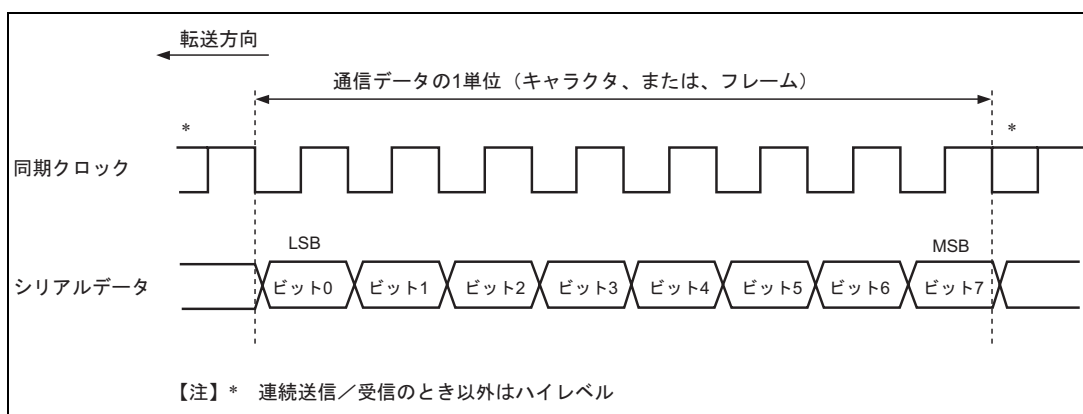 転送方向
通信データの1単位（キャラクタ、または、フレーム）
* *
同期クロック
LSB MSB
シリアルデータ ビット0 ビット1 ビット2 ビット3 ビット4 ビット5 ビット6 ビット7
【注】* 連続送信／受信のとき以外はハイレベル